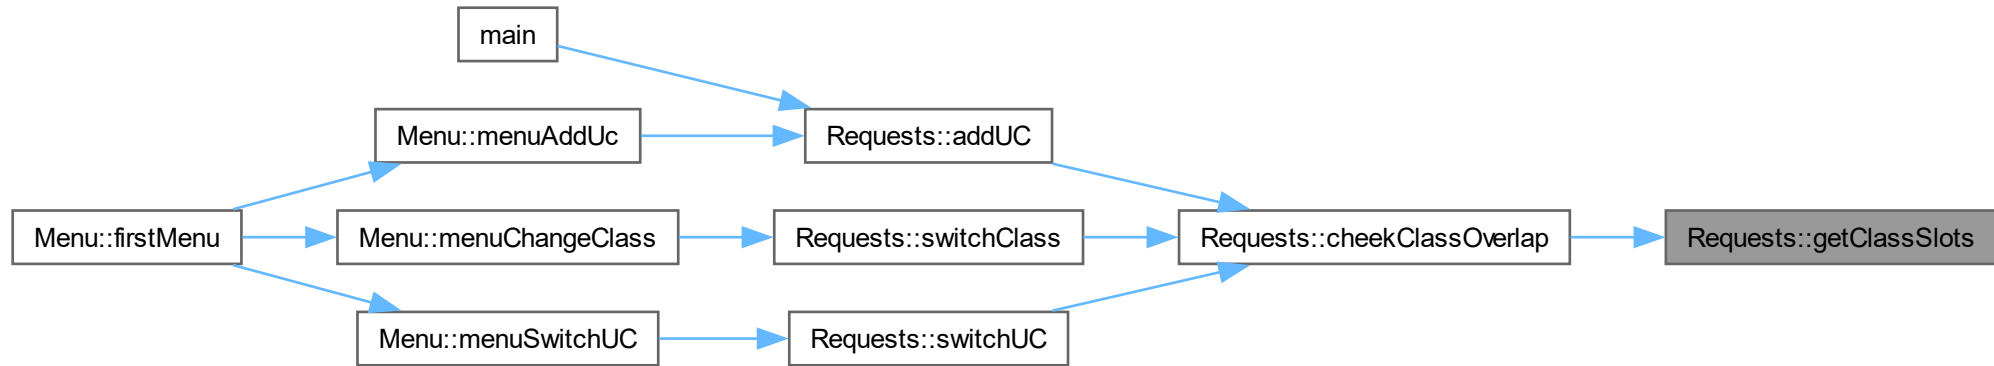 main
Menu::menuAddUc
Requests::addUC
Menu::firstMenu
Menu::menuChangeClass
Requests::switchClass
Requests::cheekClassOverlap
Requests::getClassSlots
Menu::menuSwitchUC
Requests::switchUC